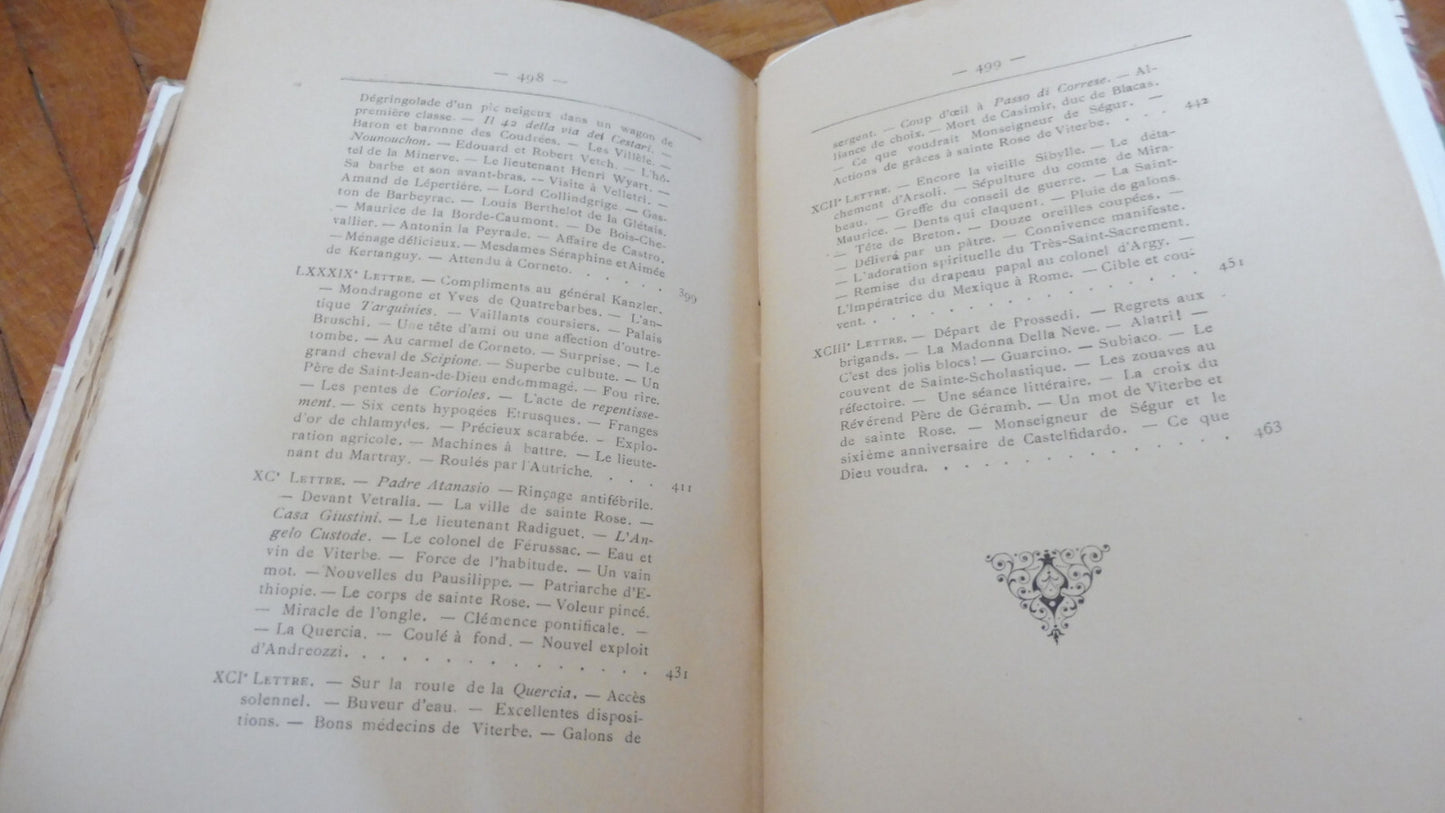 — 498 —
Dégringolade d'un pic neigeux dans un wagon de
première classe. — Il 42 della via del Cestari. —
Baron et baronne des Coudrées. — Les Villèle. —
Nounouchon. — Edouard et Robert Vetch. — L'hô-
tel de la Minerve. — Le lieutenant Henri Wyart. —
Sa barbe et son avant-bras. — Visite à Velletri. —
Amand de Lépertière. — Lord Collindgrige. — Gas-
ton de Barbeyrac. — Louis Berthelot de la Glétais.
— Maurice de la Borde-Caumont. — De Bois-Che-
vallier. — Antonin la Peyrade. — Affaire de Castro.
— Ménage délicieux. — Mesdames Séraphine et Aimée
de Kertanguy. — Attendu à Corneto. . . . . 399
LXXXIXᵉ LETTRE. — Compliments au général Kanzler.
— Mondragone et Yves de Quatrebarbes. — L'an-
tique Tarquinies. — Vaillants coursiers. — Palais
Bruschi. — Une tête d'ami ou une affection d'outre-
tombe. — Au carmel de Corneto. — Surprise. — Le
grand cheval de Scipione. — Superbe culbute. — Un
Père de Saint-Jean-de-Dieu endommagé. — Fou rire.
— Les pentes de Corioles. — L'acte de repentisse-
ment. — Six cents hypogées Etrusques. — Franges
d'or de chlamydes. — Précieux scarabée. — Explo-
ration agricole. — Machines à battre. — Le lieute-
nant du Martray. — Roulés par l'Autriche. . . . 411
XCᵉ LETTRE. — Padre Atanasio — Rinçage antifébrile.
— Devant Vetralia. — La ville de sainte Rose. —
Casa Giustini. — Le lieutenant Radiguet. — L'An-
gelo Custode. — Le colonel de Férussac. — Eau et
vin de Viterbe. — Force de l'habitude. — Un vain
mot. — Nouvelles du Pausilippe. — Patriarche d'E-
thiopie. — Le corps de sainte Rose. — Voleur pincé.
— Miracle de l'ongle. — Clémence pontificale. —
— La Quercia. — Coulé à fond. — Nouvel exploit
d'Andreozzi. . . . . . . . . . . . . . . 431
XCIᵉ LETTRE. — Sur la route de la Quercia. — Accès
solennel. — Buveur d'eau. — Excellentes disposi-
tions. — Bons médecins de Viterbe. — Galons de
— 499 —
sergent. — Coup d'œil à Passo di Correse. — Al-
liance de choix. — Mort de Casimir, duc de Blacas.
— Ce que voudrait Monseigneur de Ségur. —
Actions de grâces à sainte Rose de Viterbe. . . . . 442
XCIIᵉ LETTRE. — Encore la vieille Sibylle. — Le déta-
chement d'Arsoli. — Sépulture du comte de Mira-
beau. — Greffe du conseil de guerre. — La Saint-
Maurice. — Dents qui claquent. — Pluie de galons.
— Tête de Breton. — Douze oreilles coupées. —
— Délivré par un pâtre. — Connivence manifeste.
— L'adoration spirituelle du Très-Saint-Sacrement.
— Remise du drapeau papal au colonel d'Argy. —
L'Impératrice du Mexique à Rome. — Cible et cou-
vent. . . . . . . . . . . . . . . . 451
XCIIIᵉ LETTRE. — Départ de Prossedi. — Regrets aux
brigands. — La Madonna Della Neve. — Alatri! —
C'est des jolis blocs! — Guarcino. — Subiaco. — Le
couvent de Sainte-Scholastique. — Les zouaves au
réfectoire. — Une séance littéraire. — La croix du
Révérend Père de Géramb. — Un mot de Viterbe et
de sainte Rose. — Monseigneur de Ségur et le
sixième anniversaire de Castelfidardo. — Ce que
Dieu voudra. . . . . . . . . . . . . . 463